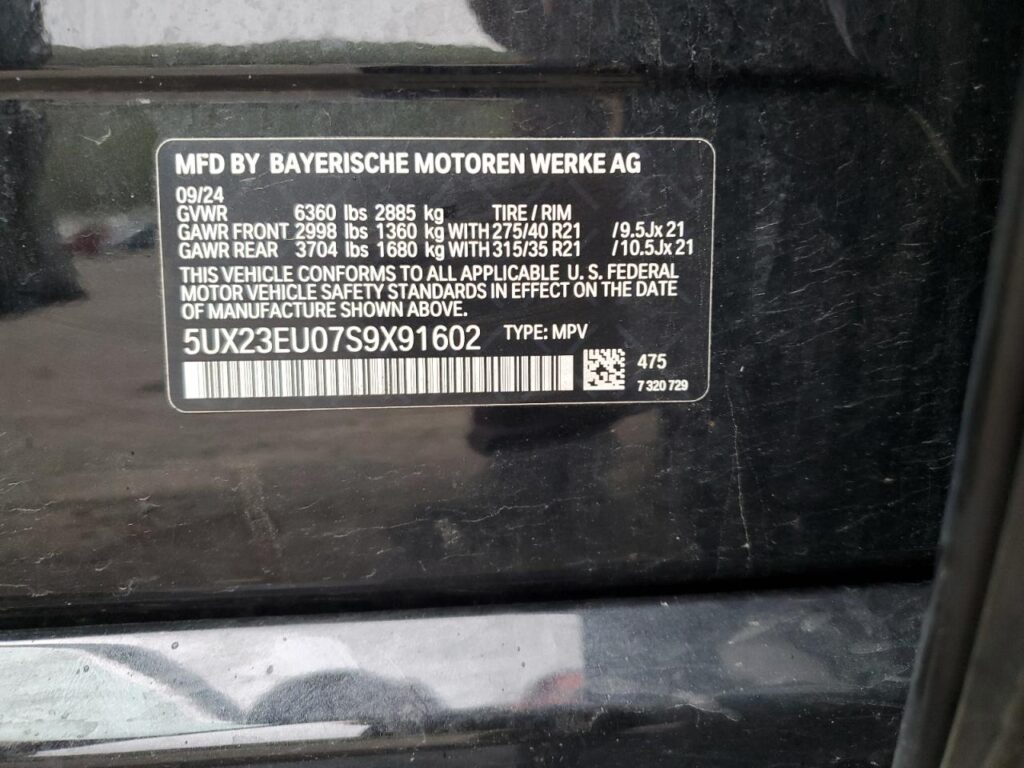 MFD BY BAYERISCHE MOTOREN WERKE AG
09/24
GVWR 6360 lbs 2885 kg TIRE / RIM
GAWR FRONT 2998 lbs 1360 kg WITH 275/40 R21 /9.5Jx 21
GAWR REAR 3704 lbs 1680 kg WITH 315/35 R21 /10.5Jx 21
THIS VEHICLE CONFORMS TO ALL APPLICABLE U. S. FEDERAL
MOTOR VEHICLE SAFETY STANDARDS IN EFFECT ON THE DATE
OF MANUFACTURE SHOWN ABOVE.
5UX23EU07S9X91602 TYPE: MPV
475
7 320 729